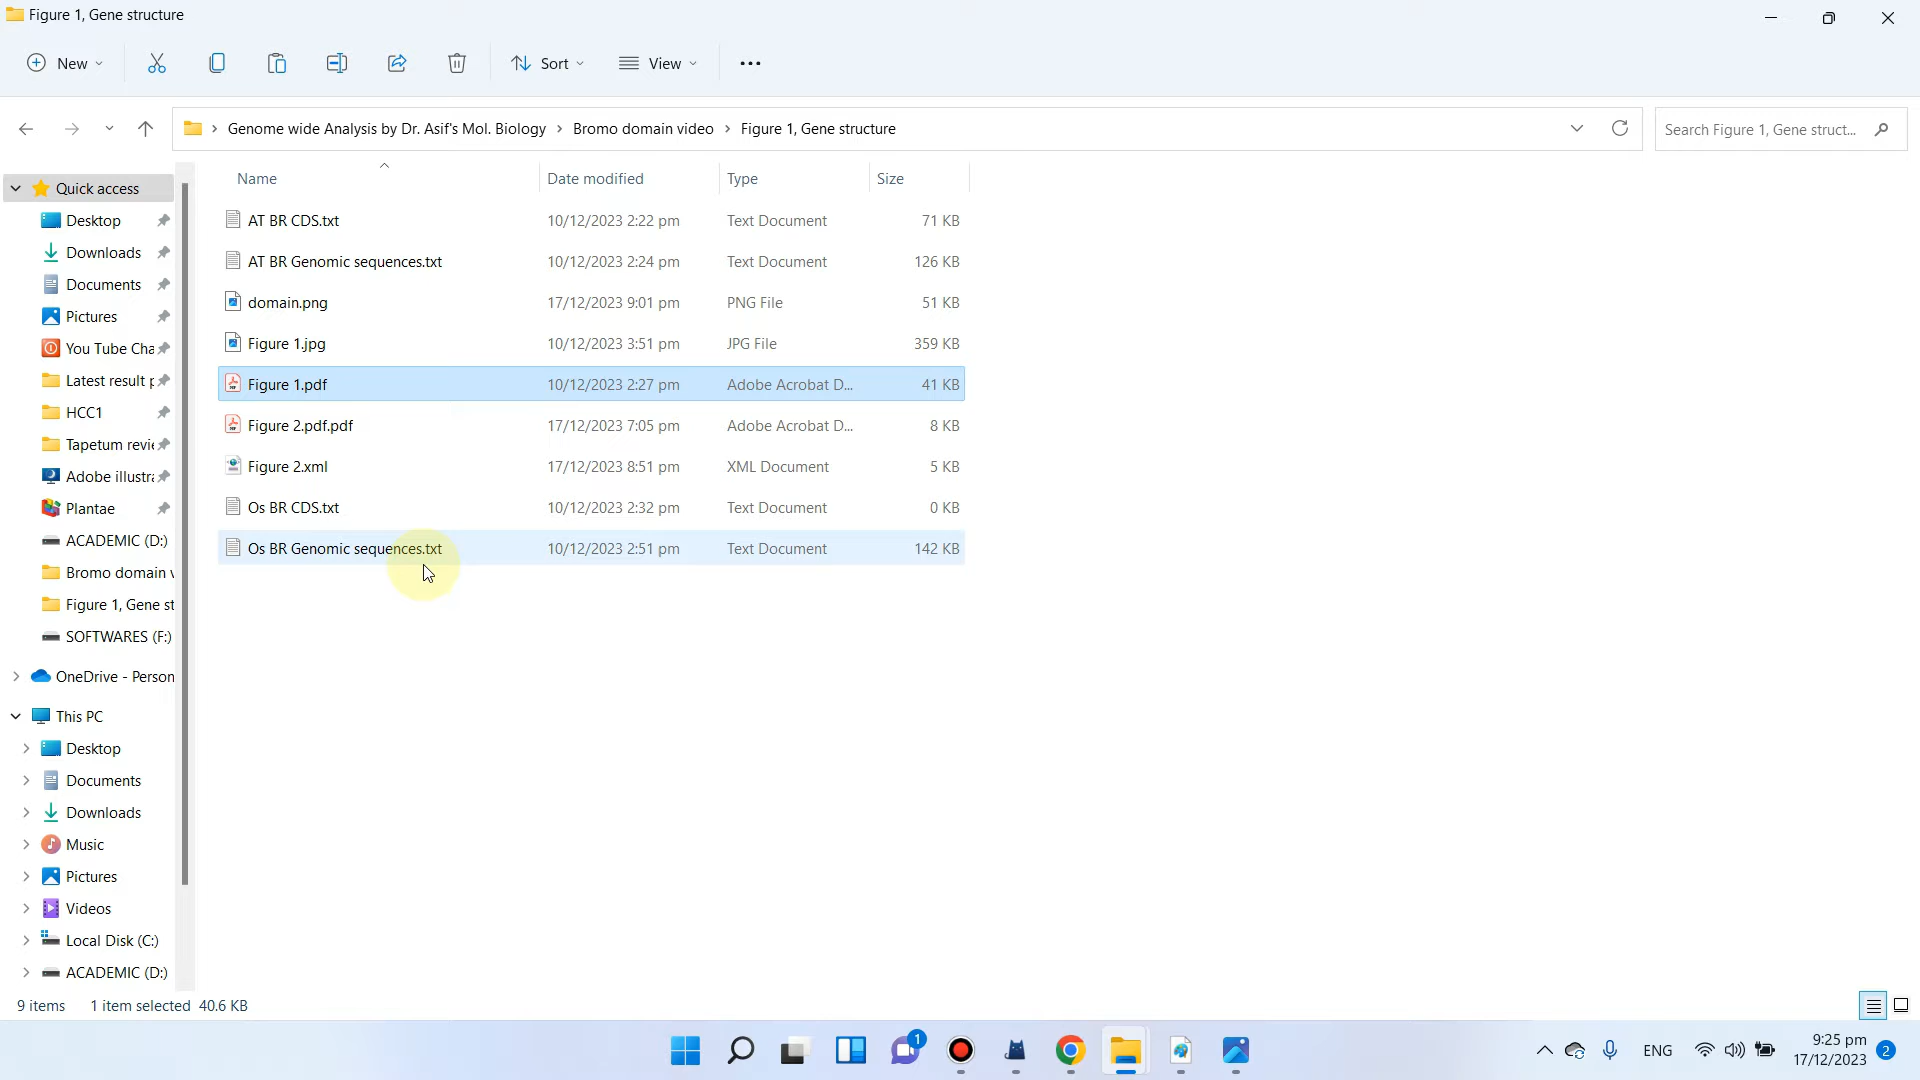 Figure 1, Gene structure
New
Sort
View
Genome wide Analysis by Dr. Asif's Mol. Biology > Bromo domain video > Figure 1, Gene structure
Search Figure 1, Gene struct...
Name Date modified Type Size
Quick access
Desktop
Downloads
Documents
Pictures
You Tube Cha
Latest result p
HCC1
Tapetum revie
Adobe illustra
Plantae
ACADEMIC (D:)
Bromo domain v
Figure 1, Gene st
SOFTWARES (F:)
OneDrive - Person
This PC
Desktop
Documents
Downloads
Music
Pictures
Videos
Local Disk (C:)
ACADEMIC (D:)
AT BR CDS.txt 10/12/2023 2:22 pm Text Document 71 KB
AT BR Genomic sequences.txt 10/12/2023 2:24 pm Text Document 126 KB
domain.png 17/12/2023 9:01 pm PNG File 51 KB
Figure 1.jpg 10/12/2023 3:51 pm JPG File 359 KB
Figure 1.pdf 10/12/2023 2:27 pm Adobe Acrobat D... 41 KB
Figure 2.pdf.pdf 17/12/2023 7:05 pm Adobe Acrobat D... 8 KB
Figure 2.xml 17/12/2023 8:51 pm XML Document 5 KB
Os BR CDS.txt 10/12/2023 2:32 pm Text Document 0 KB
Os BR Genomic sequences.txt 10/12/2023 2:51 pm Text Document 142 KB
9 items 1 item selected 40.6 KB
1
ENG
9:25 pm
17/12/2023
2